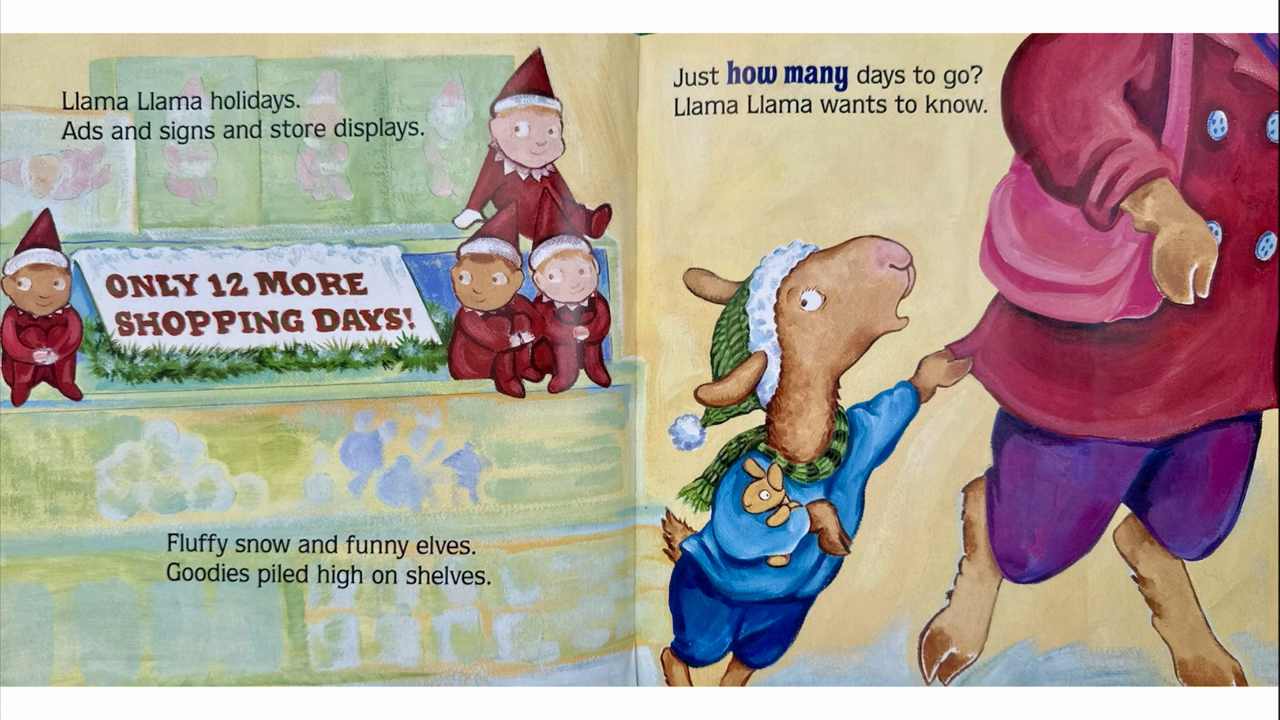 Llama Llama holidays.
Ads and signs and store displays.
ONLY 12 MORE
SHOPPING DAYS!
Fluffy snow and funny elves.
Goodies piled high on shelves.
Just how many days to go?
Llama Llama wants to know.